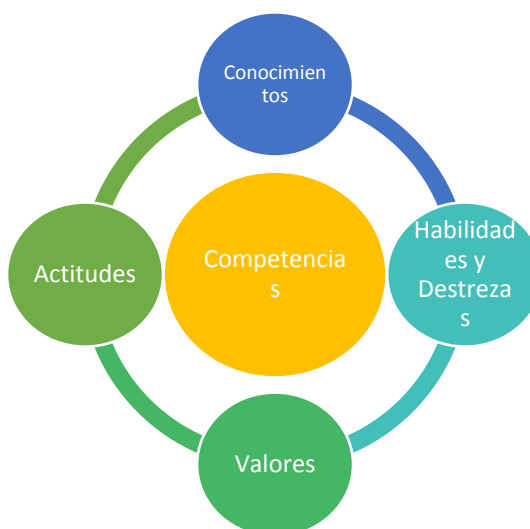 Conocimien
tos
Habilidad
es y
Destreza
s
Actitudes
Competencia
s
Valores